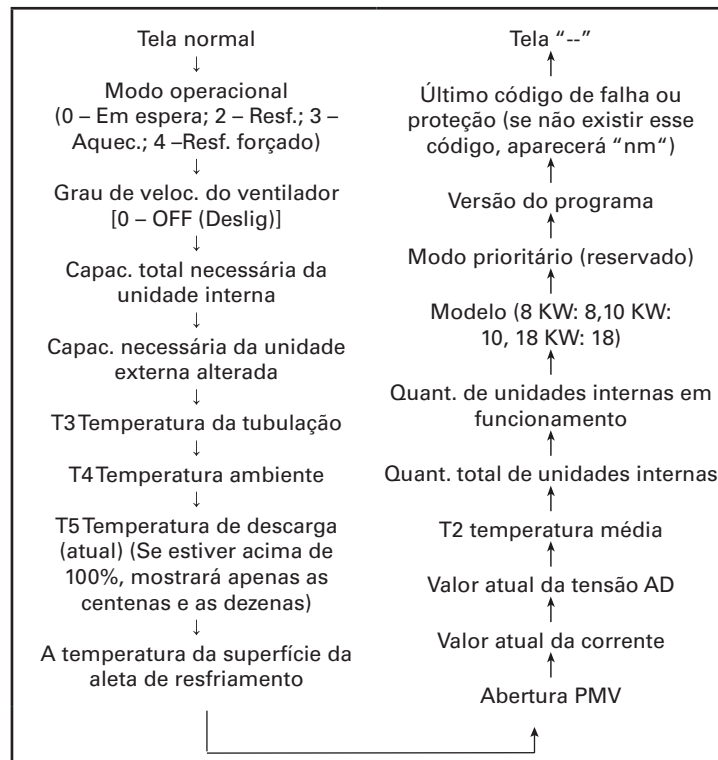 Tela normal
↓
Modo operacional
(0 – Em espera; 2 – Resf.; 3 –
Aquec.; 4 –Resf. forçado)
↓
Grau de veloc. do ventilador
[0 – OFF (Deslig)]
↓
Capac. total necessária da
unidade interna
↓
Capac. necessária da unidade
externa alterada
↓
T3 Temperatura da tubulação
↓
T4 Temperatura ambiente
↓
T5 Temperatura de descarga
(atual) (Se estiver acima de
100%, mostrará apenas as
centenas e as dezenas)
↓
A temperatura da superfície da
aleta de resfriamento
Tela “--”
↑
Último código de falha ou
proteção (se não existir esse
código, aparecerá “nm“)
↑
Versão do programa
↑
Modo prioritário (reservado)
↑
Modelo (8 KW: 8,10 KW:
10, 18 KW: 18)
↑
Quant. de unidades internas em
funcionamento
↑
Quant. total de unidades internas
↑
T2 temperatura média
↑
Valor atual da tensão AD
↑
Valor atual da corrente
↑
Abertura PMV